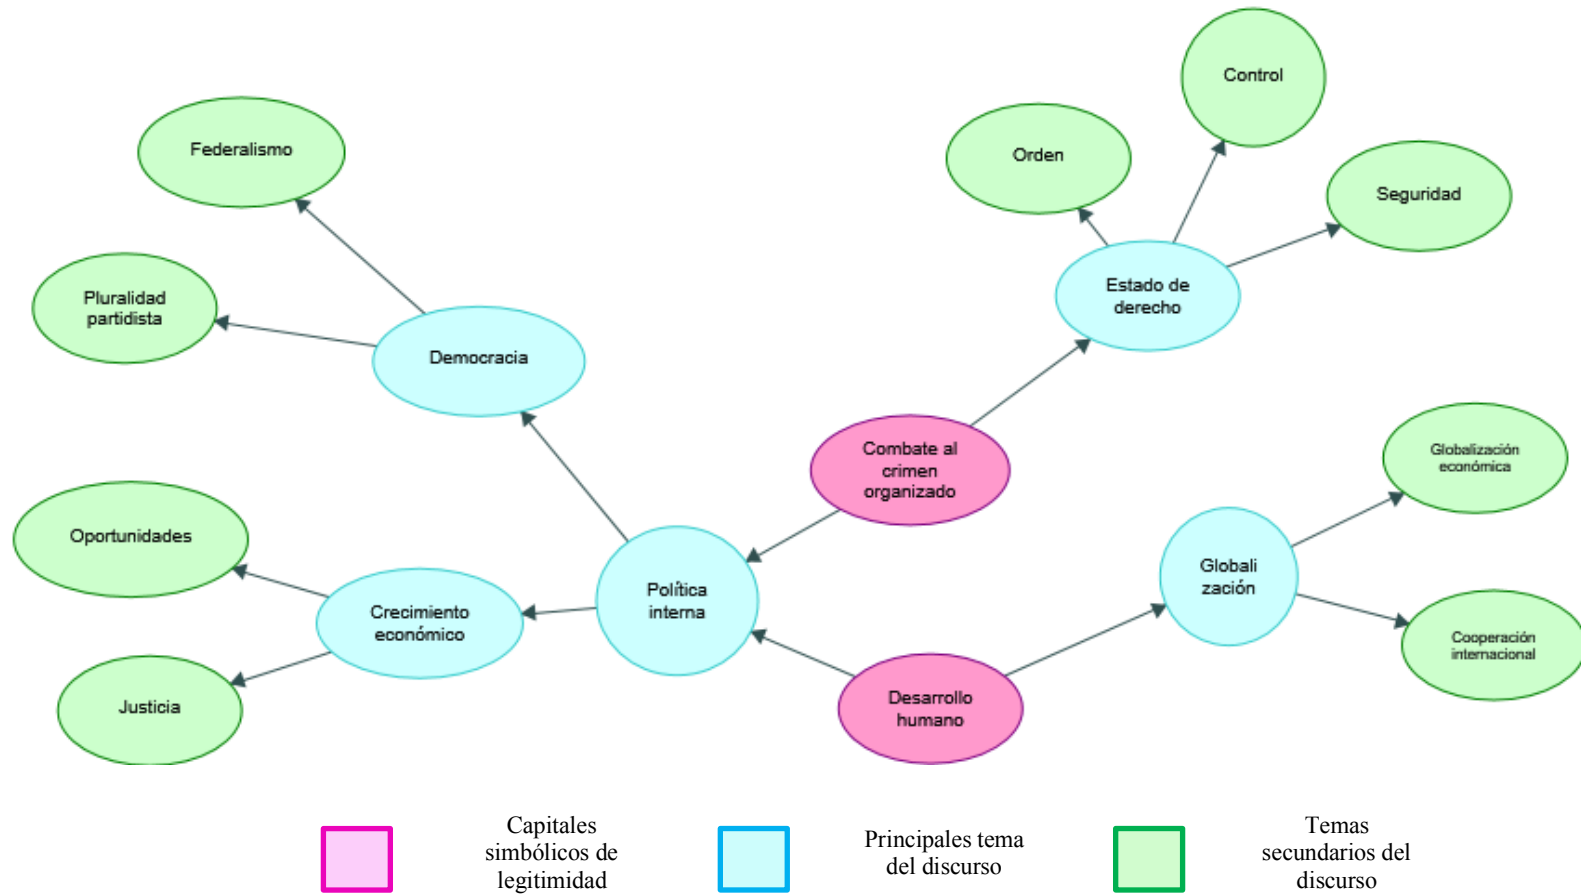 Control
Federalismo
Orden
Seguridad
Pluralidad
partidista
Estado de
derecho
Democracia
Combate al
crimen
organizado
Globalización
económica
Oportunidades
Globali
zación
Política
interna
Crecimiento
económico
Cooperación
internacional
Justicia
Desarrollo
humano
Capitales
simbólicos de
legitimidad
Principales tema
del discurso
Temas
secundarios del
discurso